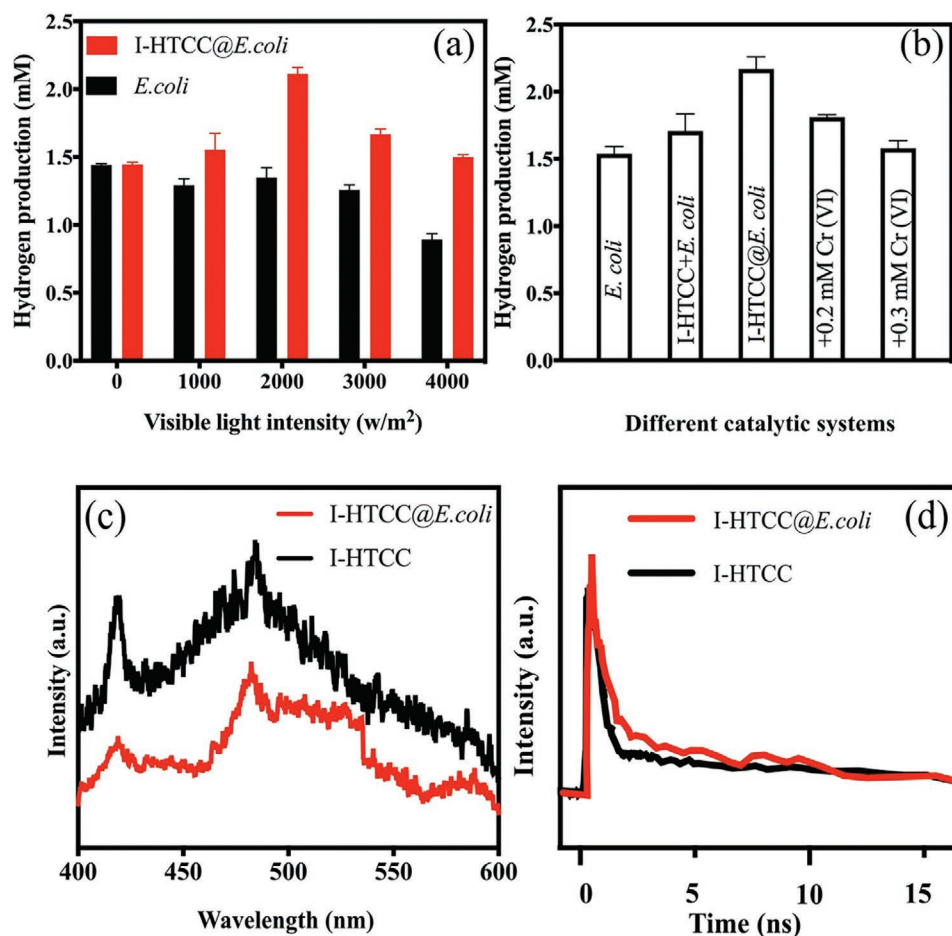 (a)
I-HTCC@E.coli
E.coli
Hydrogen production (mM)
2.5
2.0
1.5
1.0
0.5
0.0
0 1000 2000 3000 4000
Visible light intensity (w/m²)
(b)
Hydrogen production (mM)
2.5
2.0
1.5
1.0
0.5
0.0
E. coli
I-HTCC+E. coli
I-HTCC@E. coli
+0.2 mM Cr (VI)
+0.3 mM Cr (VI)
Different catalytic systems
(c)
I-HTCC@E.coli
I-HTCC
Intensity (a.u.)
400 450 500 550 600
Wavelength (nm)
(d)
I-HTCC@E.coli
I-HTCC
Intensity (a.u.)
0 5 10 15
Time (ns)